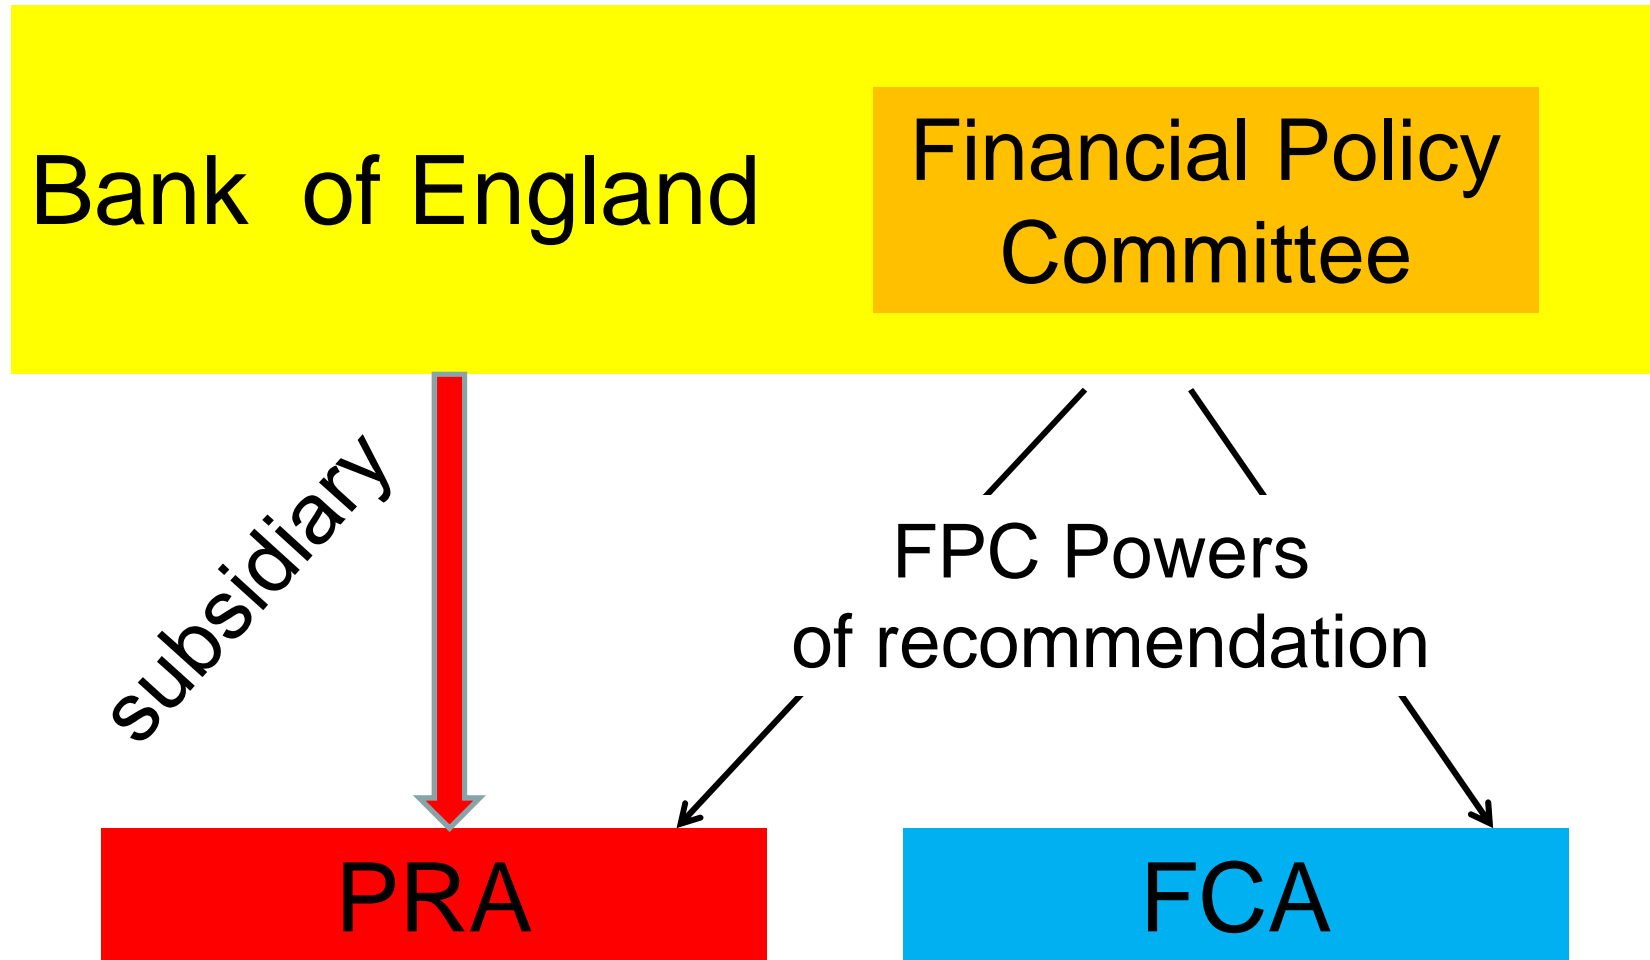 Bank of England
Financial Policy
Committee
subsidiary
FPC Powers
of recommendation
PRA
FCA